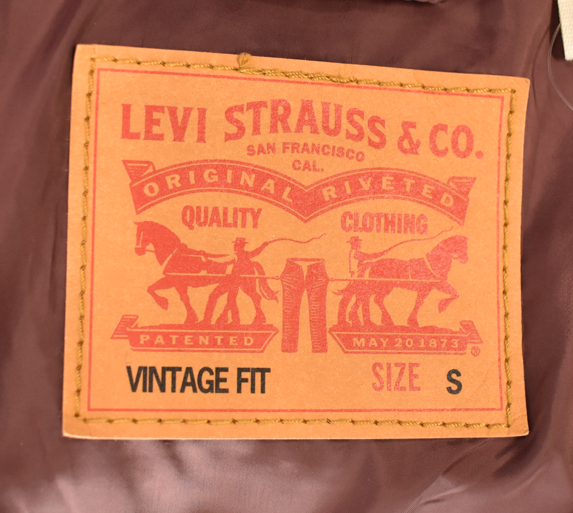 LEVI STRAUSS & CO.
SAN FRANCISCO
CAL.
ORIGINAL RIVETED
QUALITY CLOTHING
PATENTED MAY 20 1873 ®
VINTAGE FIT SIZE S